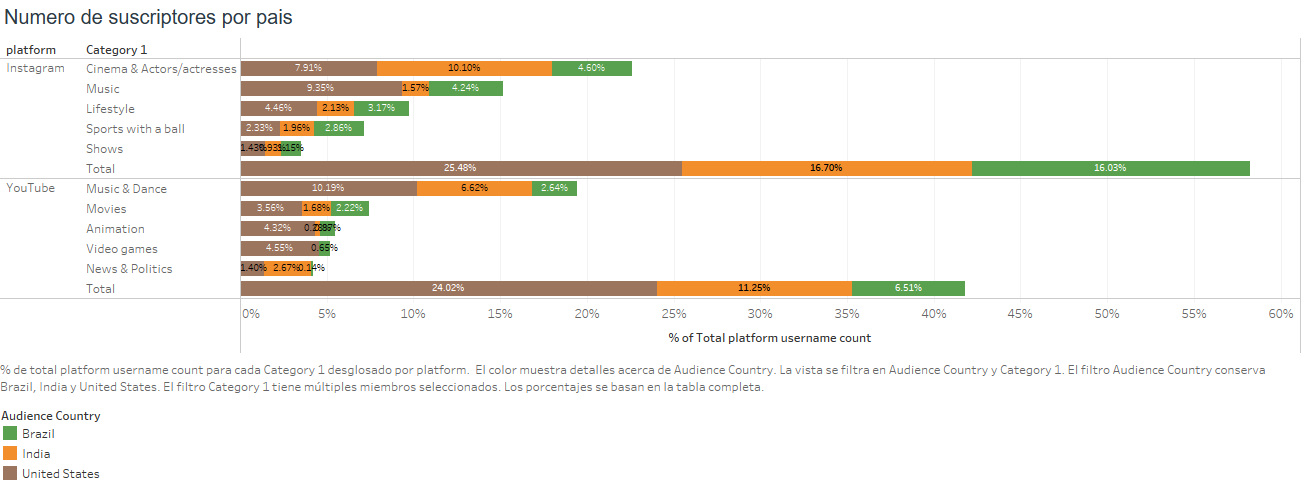 Numero de suscriptores por pais
platform Category 1
Instagram Cinema & Actors/actresses 7.91% 10.10% 4.60%
Music 9.35% 1.57% 4.24%
Lifestyle 4.46% 2.13% 3.17%
Sports with a ball 2.33% 1.96% 2.86%
Shows 1.43% 1.15%
Total 25.48% 16.70% 16.03%
YouTube Music & Dance 10.19% 6.62% 2.64%
Movies 3.56% 1.68% 2.22%
Animation 4.32%
Video games 4.55% 0.65%
News & Politics 1.40% 2.67% 0.14%
Total 24.02% 11.25% 6.51%
0% 5% 10% 15% 20% 25% 30% 35% 40% 45% 50% 55% 60%
% of Total platform username count
% de total platform username count para cada Category 1 desglosado por platform. El color muestra detalles acerca de Audience Country. La vista se filtra en Audience Country y Category 1. El filtro Audience Country conserva
Brazil, India y United States. El filtro Category 1 tiene múltiples miembros seleccionados. Los porcentajes se basan en la tabla completa.
Audience Country
Brazil
India
United States